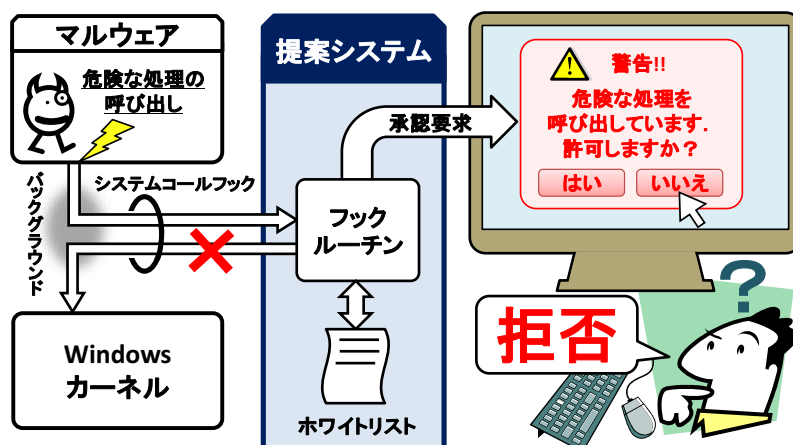 マルウェア
危険な処理の
呼び出し
提案システム
承認要求
警告!!
危険な処理を
呼び出しています.
許可しますか？
はい
いいえ
システムコールフック
バックグラウンド
フック
ルーチン
Windows
カーネル
ホワイトリスト
拒否
?